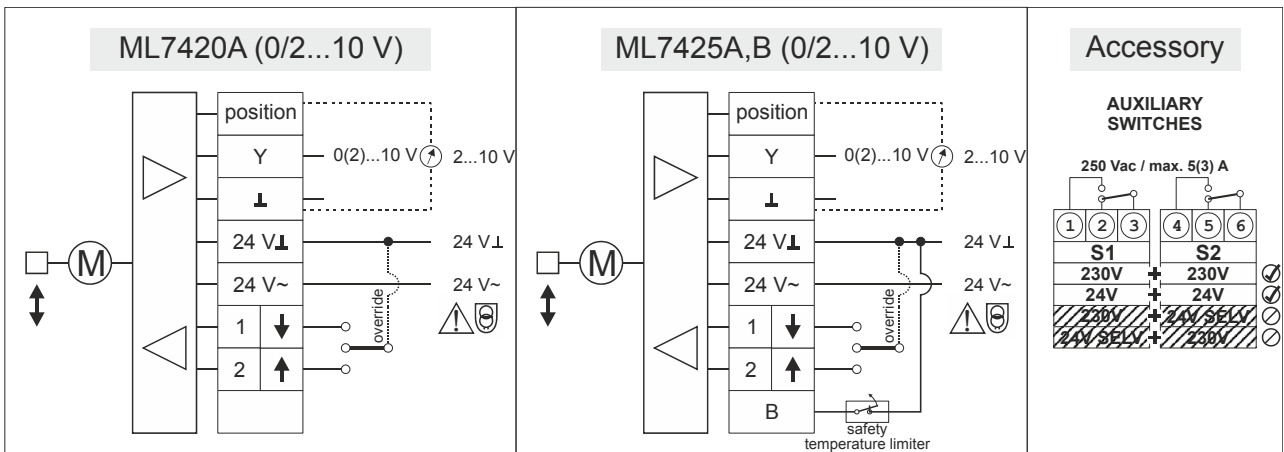 ML7420A (0/2...10 V)
position
Y
0(2)...10 V
2...10 V
⊥
24 V⊥
24 V⊥
24 V~
24 V~
override
1
2
M
ML7425A,B (0/2...10 V)
position
Y
0(2)...10 V
2...10 V
⊥
24 V⊥
24 V⊥
24 V~
24 V~
override
1
2
B
M
safety
temperature limiter
Accessory
AUXILIARY
SWITCHES
250 Vac / max. 5(3) A
1 2 3 4 5 6
S1 S2
230V + 230V
24V + 24V
230V + 24V SELV
24V SELV + 230V